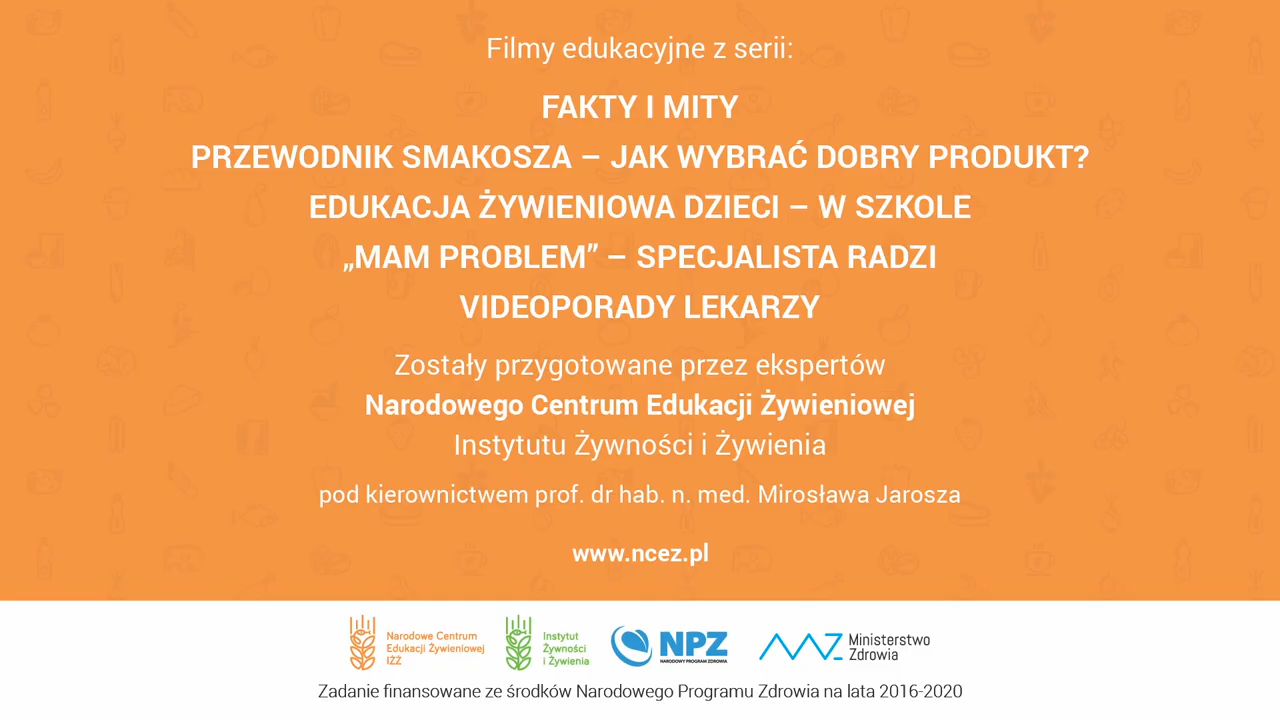 Filmy edukacyjne z serii:
FAKTY I MITY
PRZEWODNIK SMAKOSZA – JAK WYBRAĆ DOBRY PRODUKT?
EDUKACJA ŻYWIENIOWA DZIECI – W SZKOLE
„MAM PROBLEM” – SPECJALISTA RADZI
VIDEOPORADY LEKARZY
Zostały przygotowane przez ekspertów
Narodowego Centrum Edukacji Żywieniowej
Instytutu Żywności i Żywienia
pod kierownictwem prof. dr hab. n. med. Mirosława Jarosza
www.ncez.pl
Narodowe Centrum
Edukacji Żywieniowej
IŻŻ
Instytut
Żywności
i Żywienia
NPZ
NARODOWY PROGRAM ZDROWIA
Ministerstwo
Zdrowia
Zadanie finansowane ze środków Narodowego Programu Zdrowia na lata 2016-2020